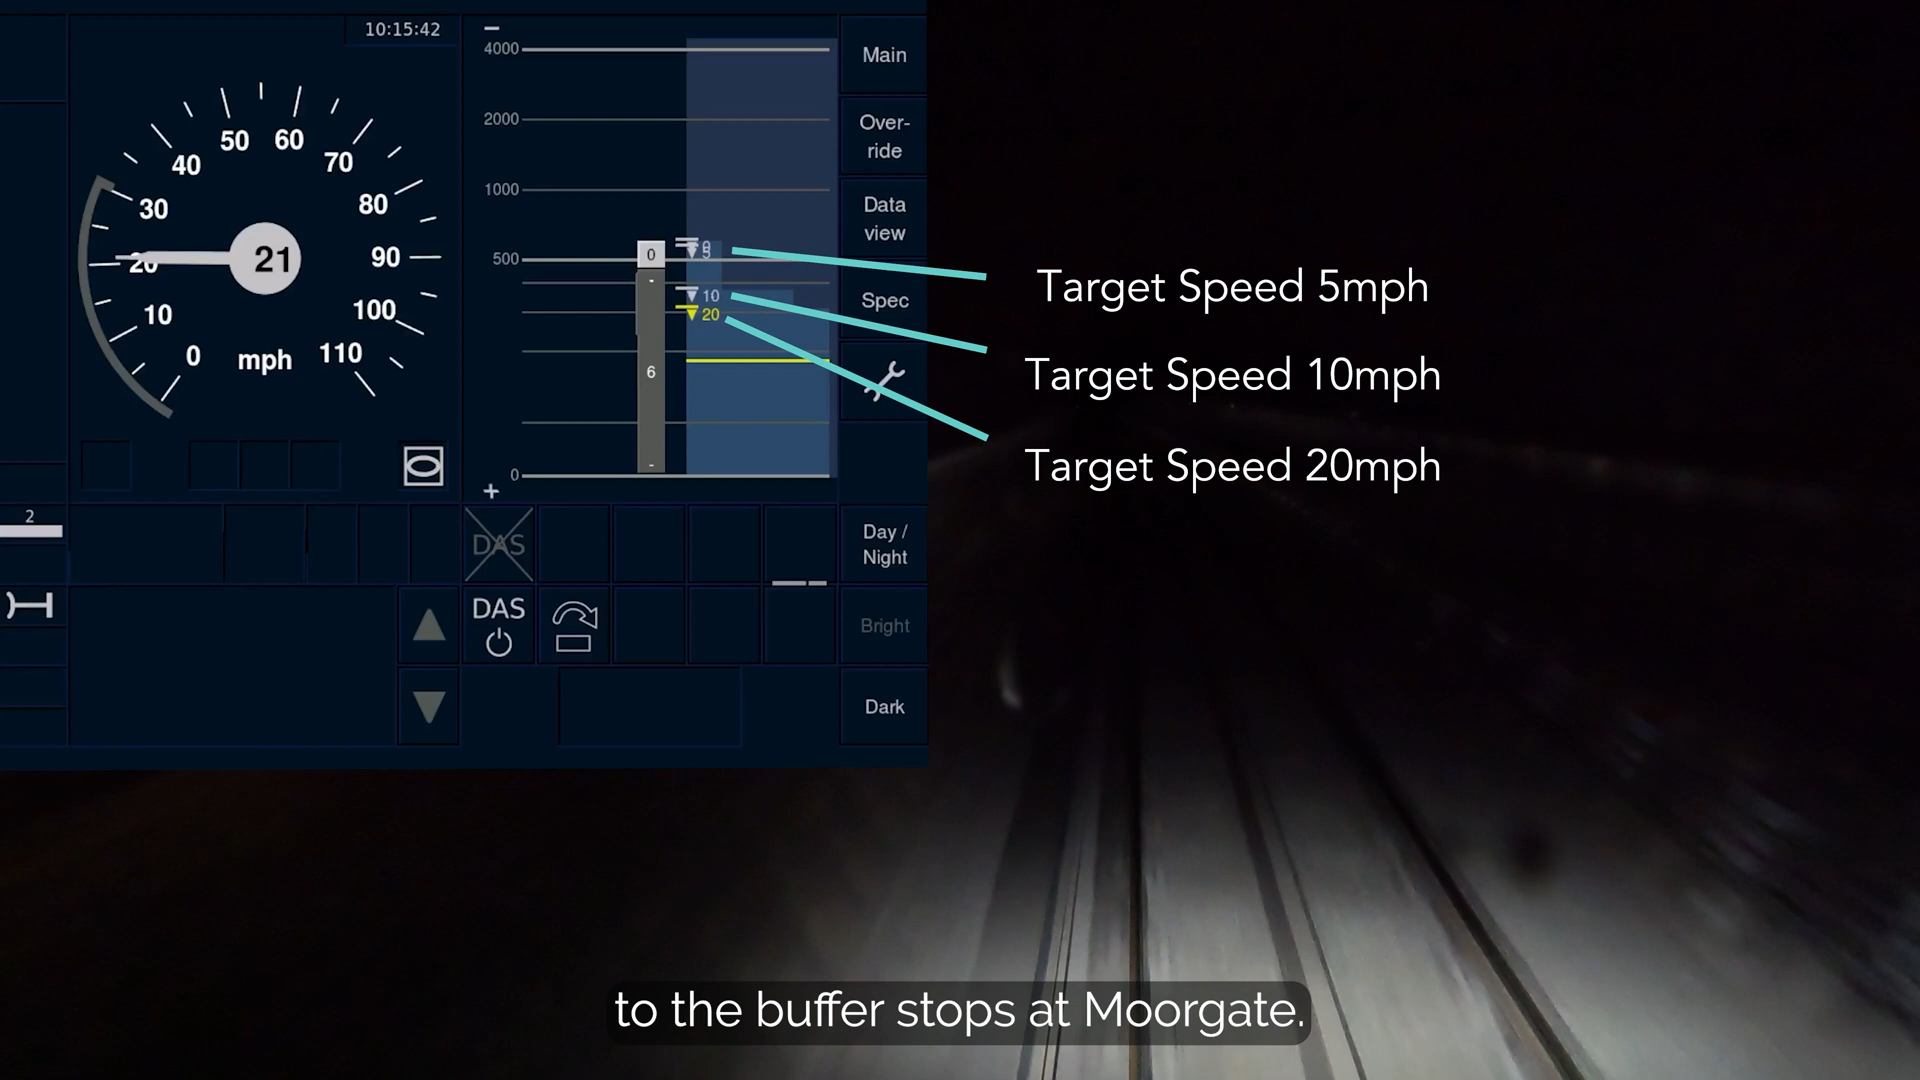 10:15:42
4000
2000
1000
500
0
0
10
20
30
40
50
60
70
80
90
100
110
mph
21
0
6
0
5
10
20
Main
Over-
ride
Data
view
Spec
Day /
Night
Bright
Dark
2
DAS
DAS
Target Speed 5mph
Target Speed 10mph
Target Speed 20mph
to the buffer stops at Moorgate.